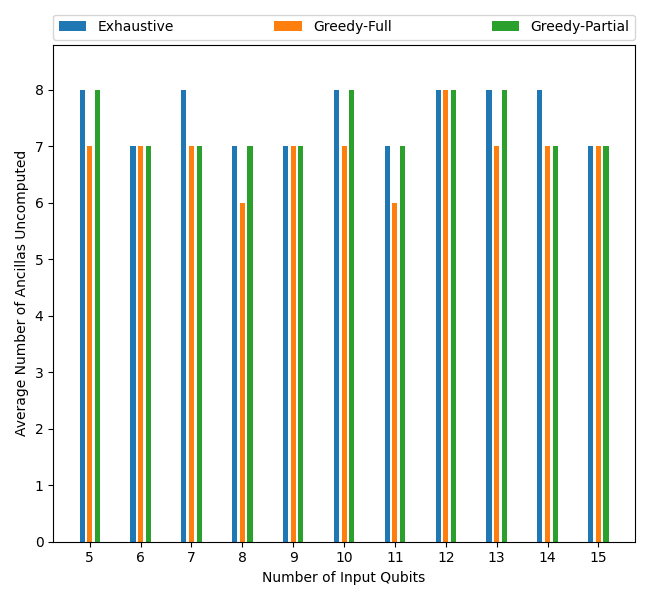 Exhaustive Greedy-Full Greedy-Partial
Average Number of Ancillas Uncomputed
8
7
6
5
4
3
2
1
0
5 6 7 8 9 10 11 12 13 14 15
Number of Input Qubits